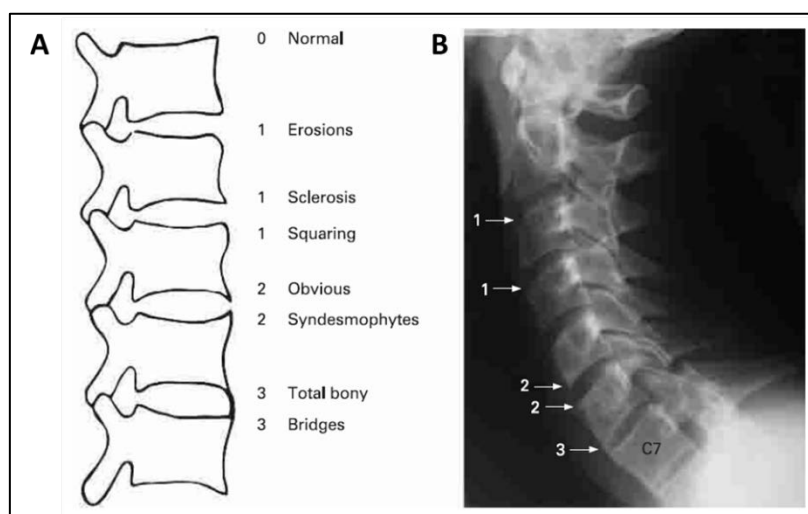 A
0 Normal
1 Erosions
1 Sclerosis
1 Squaring
2 Obvious
2 Syndesmophytes
3 Total bony
3 Bridges
B
1
1
2
2
3
C7